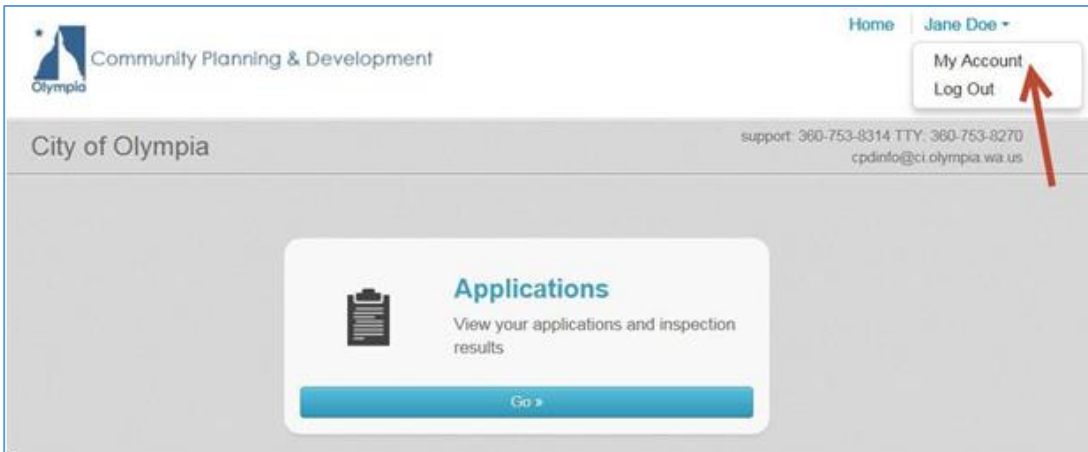 Home
Jane Doe
My Account
Log Out
Olympia
Community Planning & Development
City of Olympia
support: 360-753-8314 TTY: 360-753-8270
cpdinfo@ci.olympia.wa.us
Applications
View your applications and inspection
results
Go »